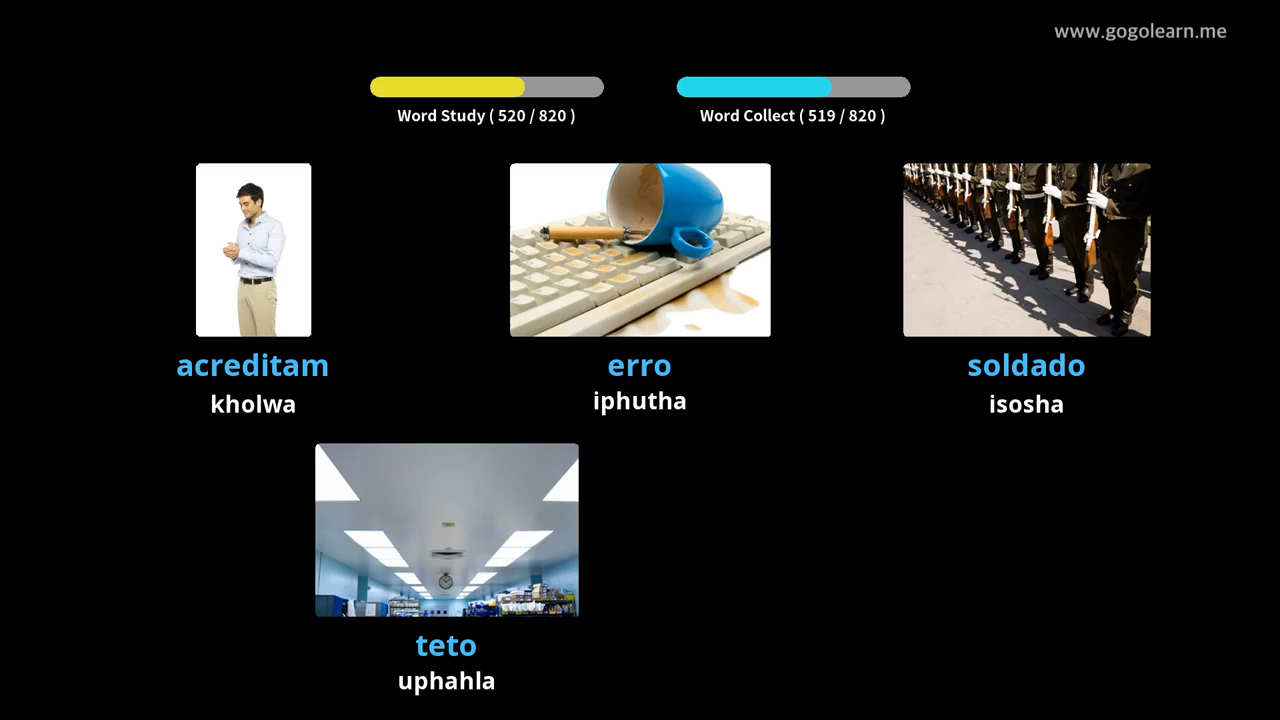 www.gogolearn.me
Word Study ( 520 / 820 )
Word Collect ( 519 / 820 )
acreditam
kholwa
erro
iphutha
soldado
isosha
teto
uphahla